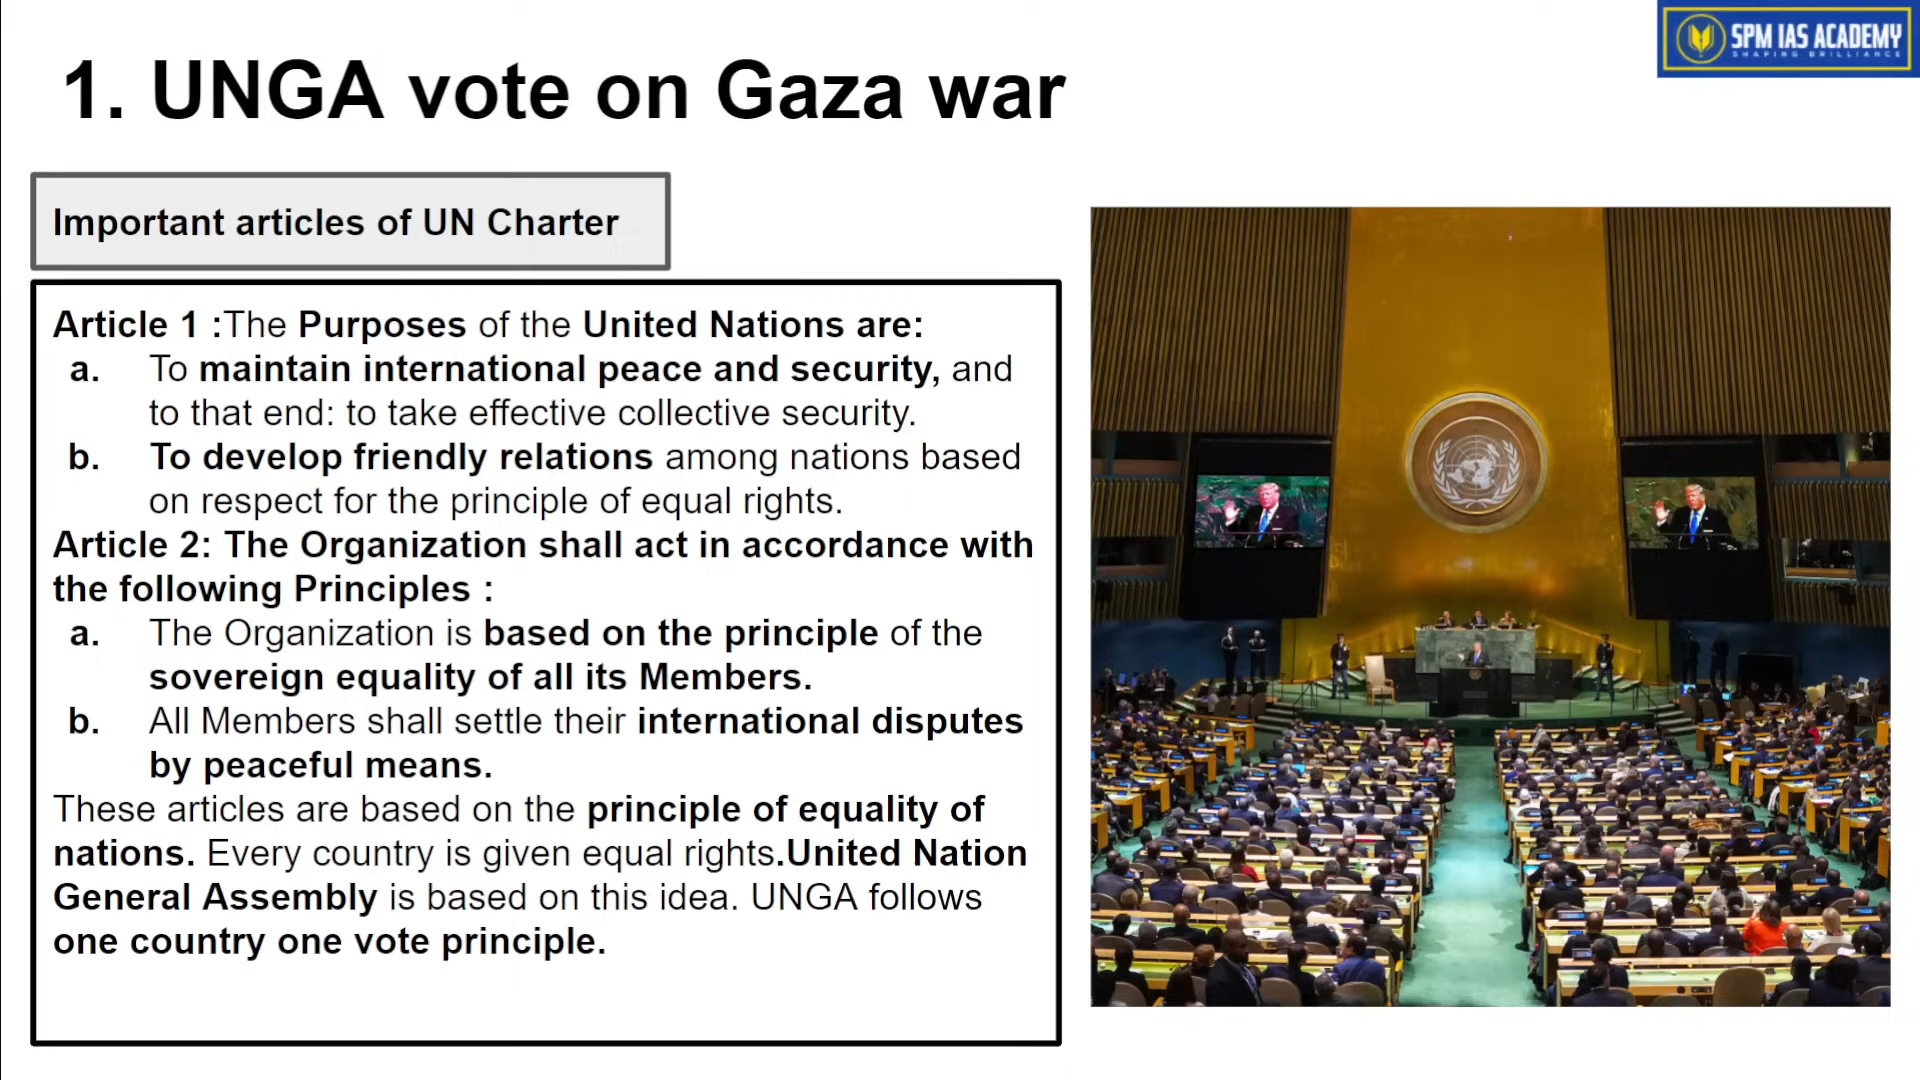 SPM IAS ACADEMY
SHAPING BRILLIANCE
1. UNGA vote on Gaza war
Important articles of UN Charter
Article 1 :The Purposes of the United Nations are:
a. To maintain international peace and security, and
to that end: to take effective collective security.
b. To develop friendly relations among nations based
on respect for the principle of equal rights.
Article 2: The Organization shall act in accordance with
the following Principles :
a. The Organization is based on the principle of the
sovereign equality of all its Members.
b. All Members shall settle their international disputes
by peaceful means.
These articles are based on the principle of equality of
nations. Every country is given equal rights.United Nation
General Assembly is based on this idea. UNGA follows
one country one vote principle.